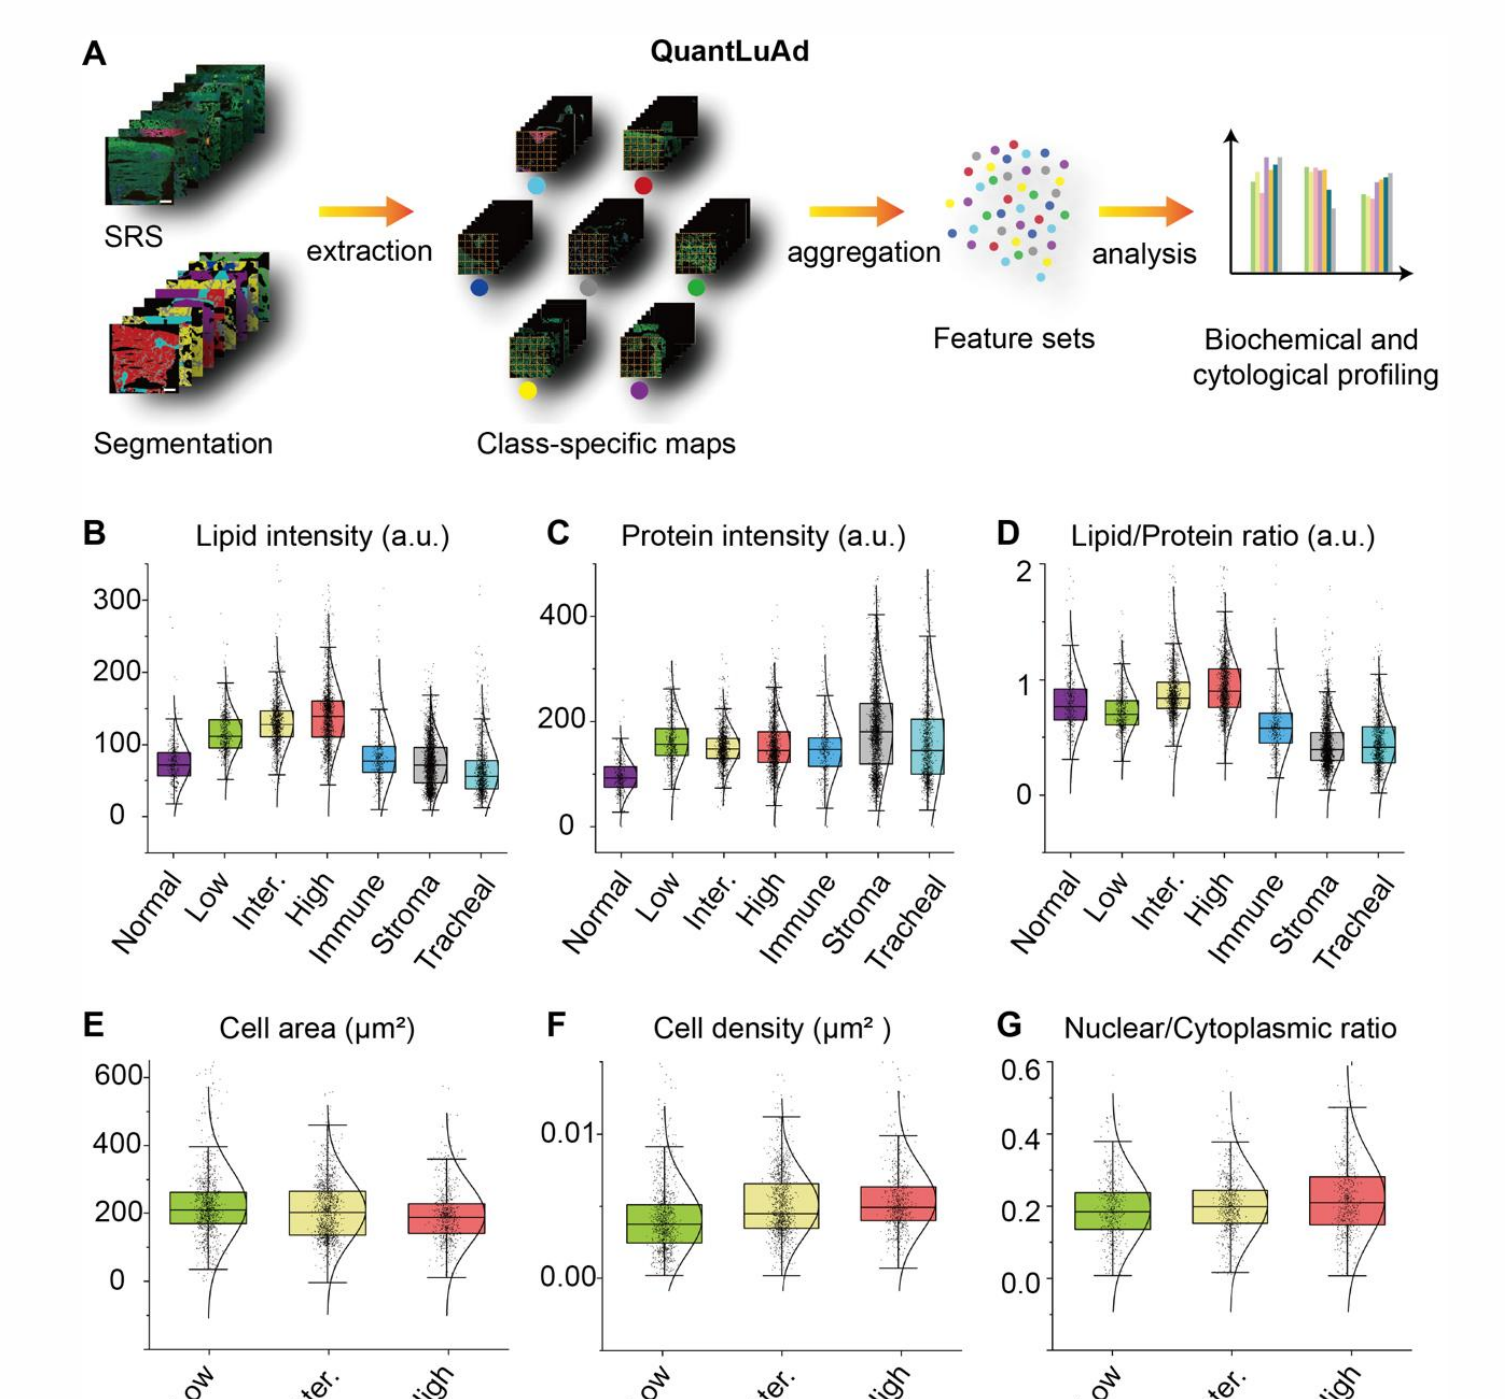 A
QuantLuAd
SRS
extraction
aggregation
analysis
Segmentation
Class-specific maps
Feature sets
Biochemical and
cytological profiling
B Lipid intensity (a.u.)
300
200
100
0
Normal Low Inter. High Immune Stroma Tracheal
C Protein intensity (a.u.)
400
200
0
Normal Low Inter. High Immune Stroma Tracheal
D Lipid/Protein ratio (a.u.)
2
1
0
Normal Low Inter. High Immune Stroma Tracheal
E Cell area (µm²)
600
400
200
0
F Cell density (µm² )
0.01
0.00
G Nuclear/Cytoplasmic ratio
0.6
0.4
0.2
0.0